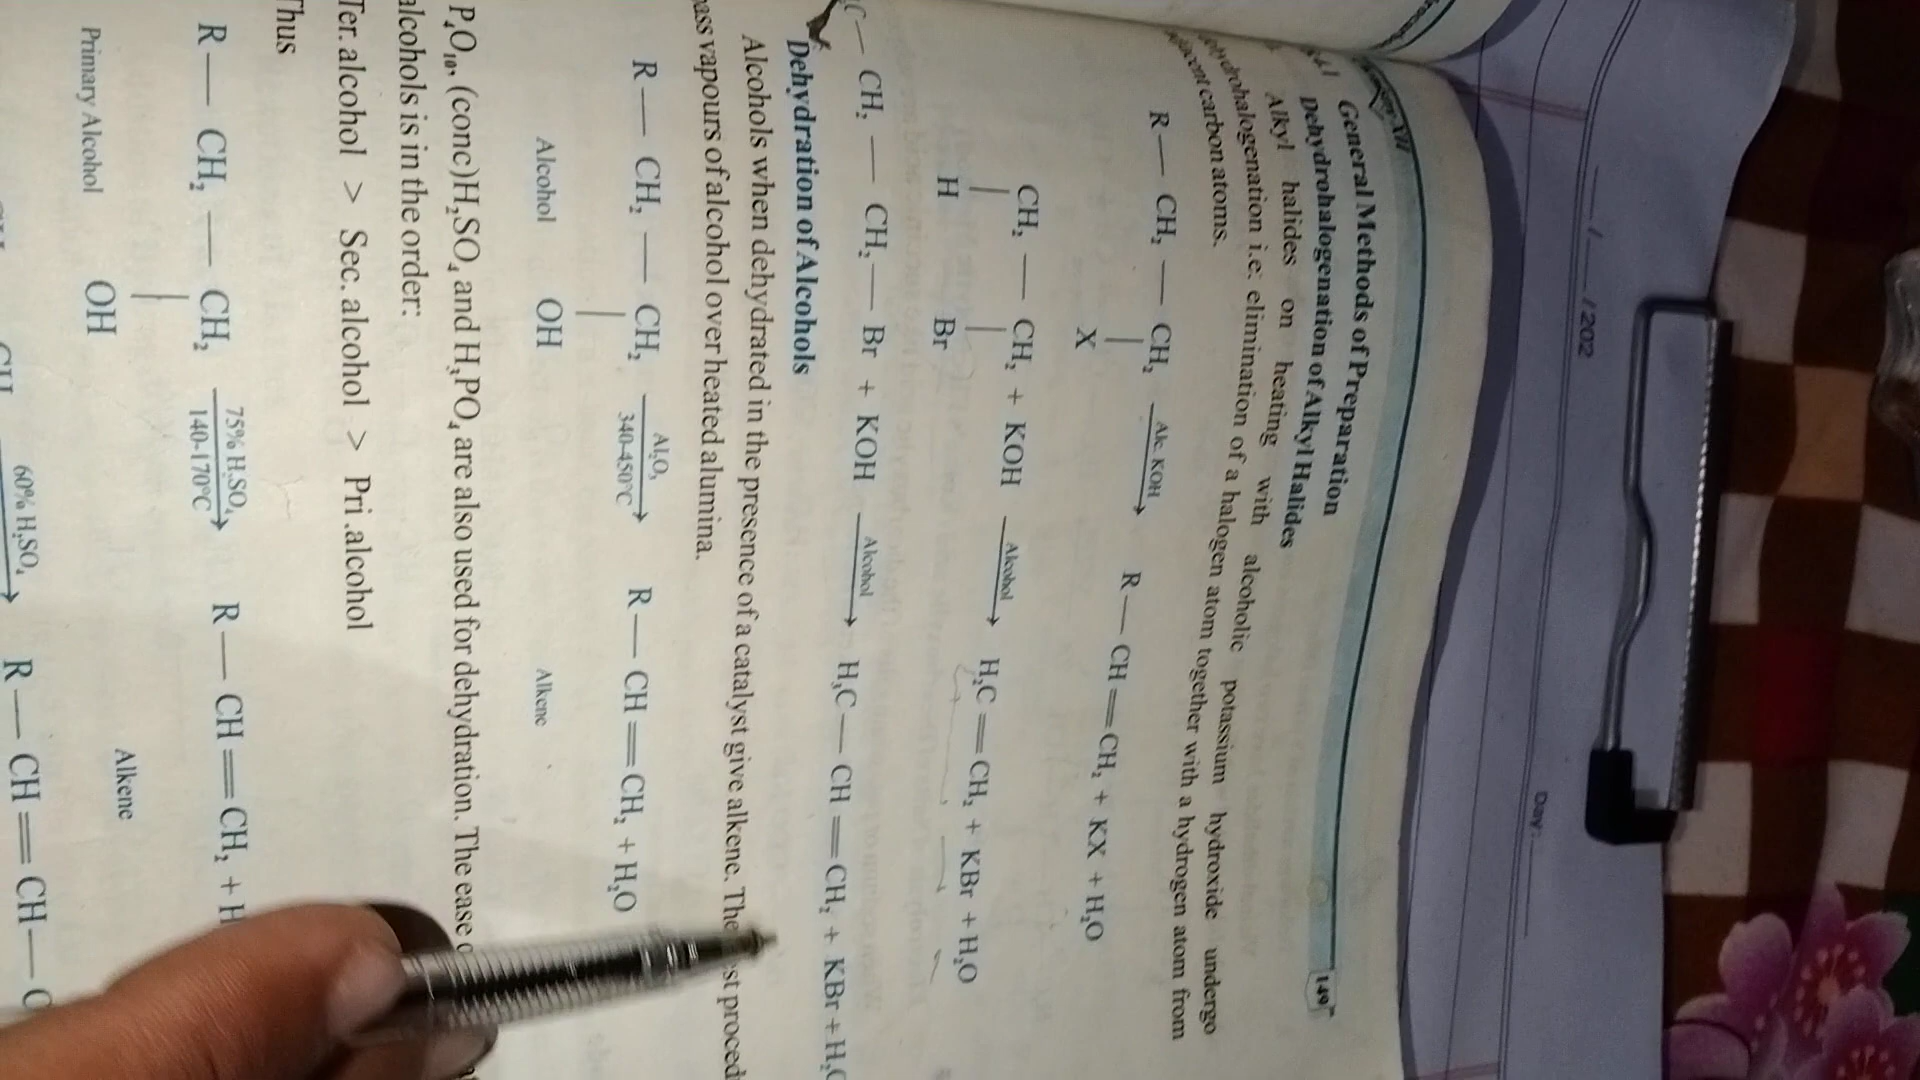 149
General Methods of Preparation
Dehydrohalogenation of Alkyl Halides
Alkyl halides on heating with alcoholic potassium hydroxide undergo
dehydrohalogenation i.e. elimination of a halogen atom together with a hydrogen atom from
adjacent carbon atoms.
R — CH₂ — CH₂ Alc. KOH → R — CH = CH₂ + KX + H₂O
X
CH₂ — CH₂ + KOH Alcohol → H₂C = CH₂ + KBr + H₂O
H Br
C — CH₂ — CH₂ — Br + KOH Alcohol → H₃C — CH = CH₂ + KBr + H₂O
Dehydration of Alcohols
Alcohols when dehydrated in the presence of a catalyst give alkene. The
pass vapours of alcohol over heated alumina.
R — CH₂ — CH₂ Al₂O₃ 340-450°C → R — CH = CH₂ + H₂O
OH
Alcohol Alkene
P₄O₁₀, (conc)H₂SO₄ and H₃PO₄ are also used for dehydration. The ease
alcohols is in the order:
Ter. alcohol > Sec. alcohol > Pri .alcohol
Thus
R — CH₂ — CH₂ 75% H₂SO₄ 140-170°C → R — CH = CH₂ + H
OH
Primary Alcohol Alkene
60% H₂SO₄ → R — CH = CH — C
/ / 202
Day: